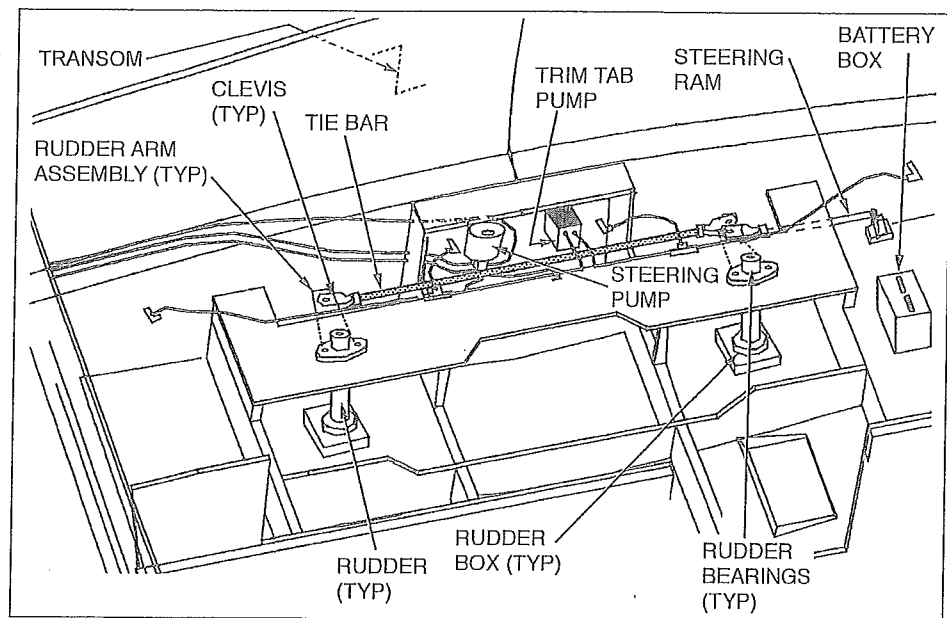 TRANSOM
CLEVIS
(TYP)
TIE BAR
RUDDER ARM
ASSEMBLY (TYP)
TRIM TAB
PUMP
STEERING
RAM
BATTERY
BOX
STEERING
PUMP
RUDDER
(TYP)
RUDDER
BOX (TYP)
RUDDER
BEARINGS
(TYP)